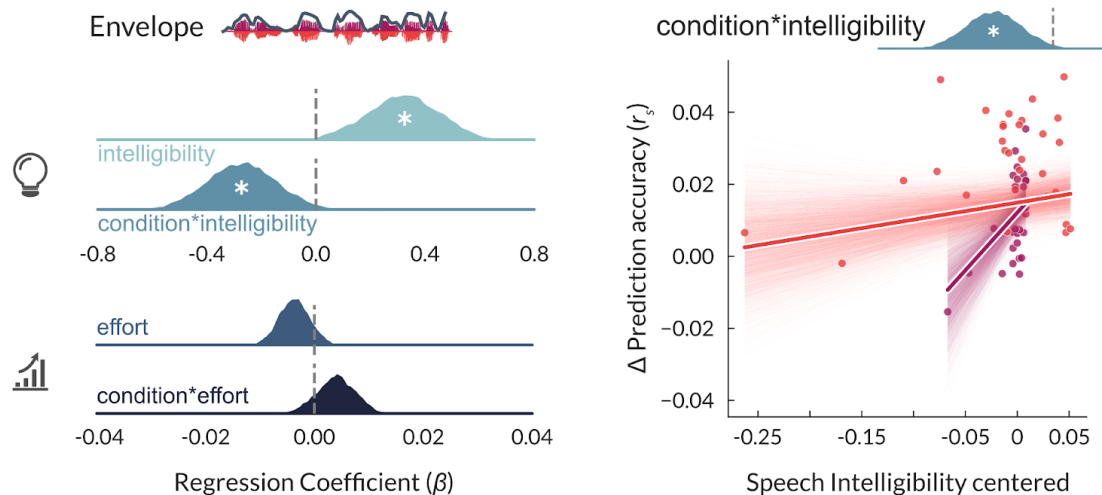 Envelope
*
intelligibility
*
condition*intelligibility
-0.8 -0.4 0.0 0.4 0.8
effort
condition*effort
-0.04 -0.02 0.00 0.02 0.04
Regression Coefficient (β)
condition*intelligibility
*
Δ Prediction accuracy (rs)
0.04
0.02
0.00
-0.02
-0.04
-0.25 -0.15 -0.05 0 0.05
Speech Intelligibility centered